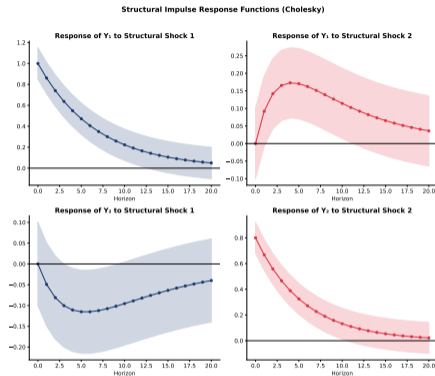 Structural Impulse Response Functions (Cholesky)
Response of Y₁ to Structural Shock 1
1.2
1.0
0.8
0.6
0.4
0.2
0.0
0.0 2.5 5.0 7.5 10.0 12.5 15.0 17.5 20.0
Horizon
Response of Y₁ to Structural Shock 2
0.25
0.20
0.15
0.10
0.05
0.00
−0.05
−0.10
0.0 2.5 5.0 7.5 10.0 12.5 15.0 17.5 20.0
Horizon
Response of Y₂ to Structural Shock 1
0.10
0.05
0.00
−0.05
−0.10
−0.15
−0.20
0.0 2.5 5.0 7.5 10.0 12.5 15.0 17.5 20.0
Horizon
Response of Y₂ to Structural Shock 2
0.8
0.6
0.4
0.2
0.0
0.0 2.5 5.0 7.5 10.0 12.5 15.0 17.5 20.0
Horizon